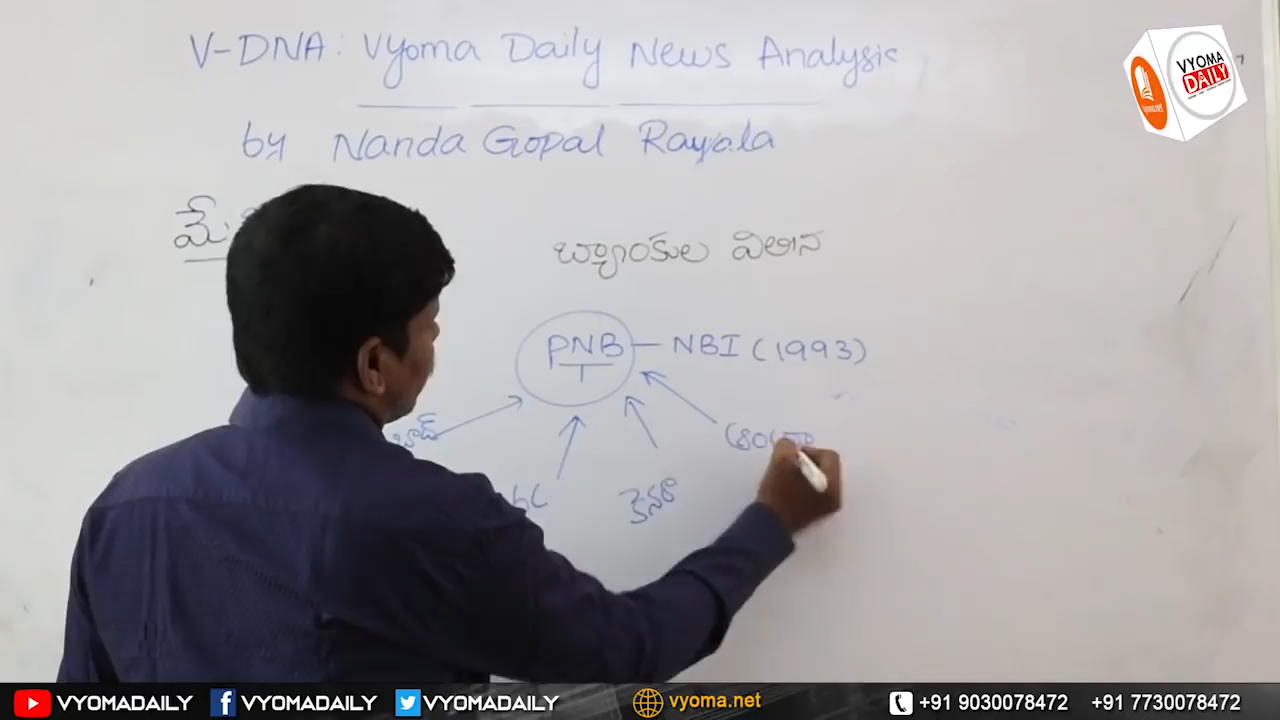 V-DNA: Vyoma Daily News Analysis
VYOMA
DAILY
by Nanda Gopal Rayala
బ్యాంకుల విలీన
PNB — NBI (1993)
కెనరా
VYOMADAILY VYOMADAILY VYOMADAILY vyoma.net +91 9030078472 +91 7730078472